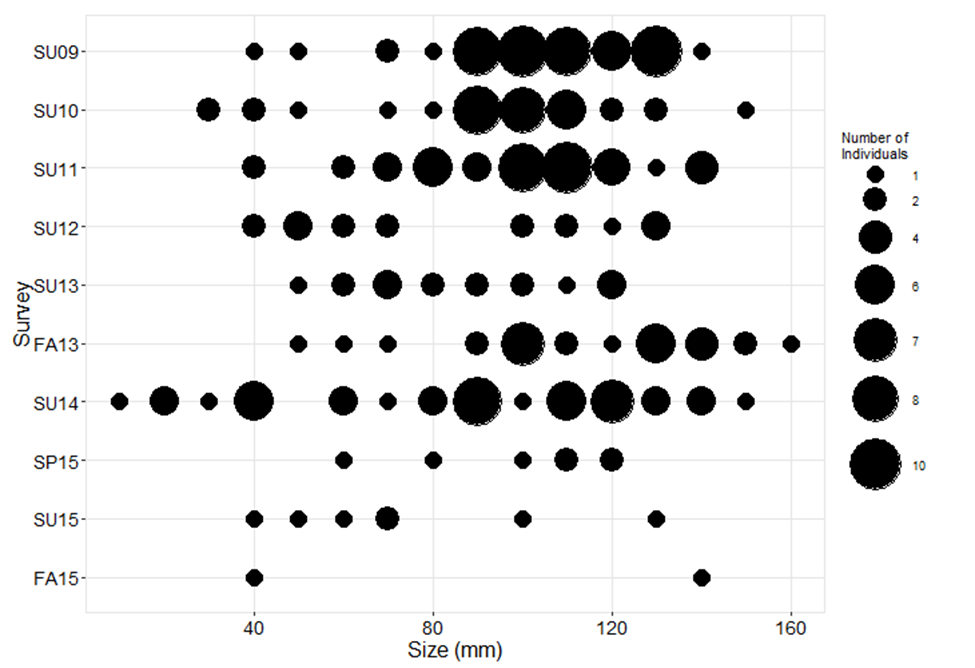 SU09
SU10
SU11
SU12
SU13
FA13
SU14
SP15
SU15
FA15
Survey
40 80 120 160
Size (mm)
Number of
Individuals
1
2
4
6
7
8
10